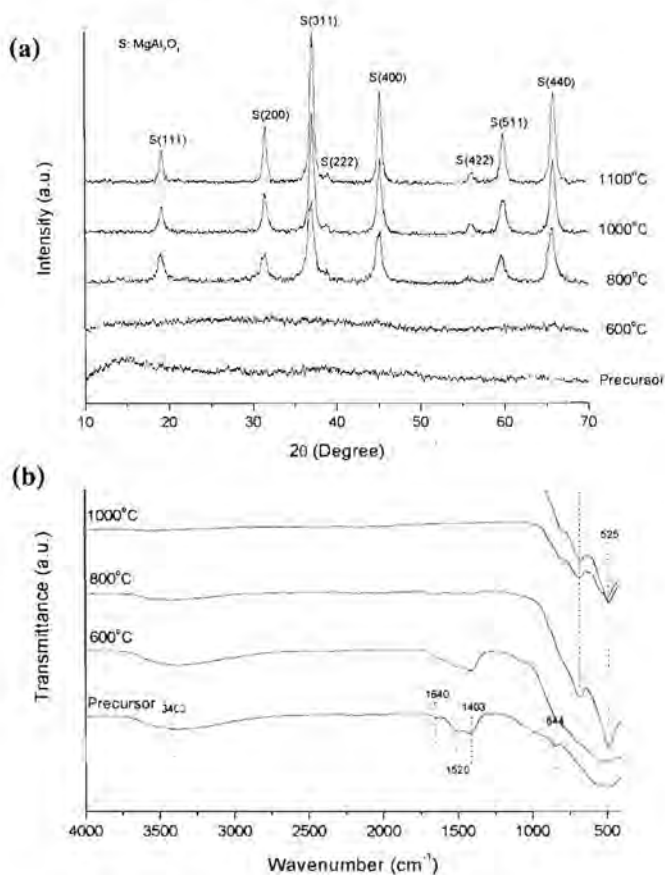 (a)
S: MgAl₂O₄
S(311)
S(400)
S(440)
S(200)
S(511)
S(111)
S(222)
S(422)
1100°C
1000°C
800°C
600°C
Precursor
Intensity (a.u.)
10 20 30 40 50 60 70
2θ (Degree)
(b)
1000°C
525
800°C
600°C
Precursor
1640
1403
844
1520
Transmittance (a.u.)
4000 3500 3000 2500 2000 1500 1000 500
Wavenumber (cm⁻¹)